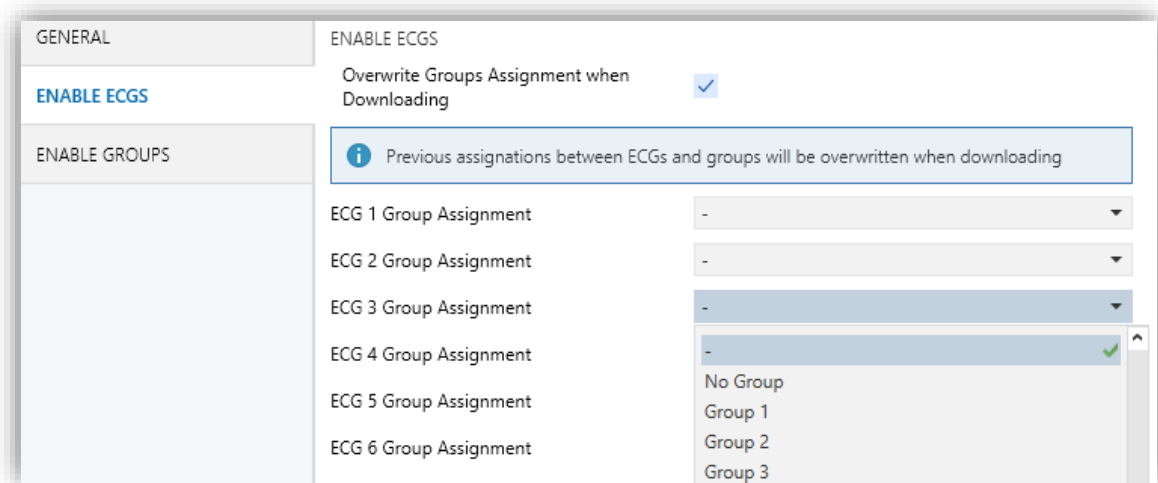 GENERAL
ENABLE ECGS
ENABLE GROUPS
ENABLE ECGS
Overwrite Groups Assignment when
Downloading
Previous assignations between ECGs and groups will be overwritten when downloading
ECG 1 Group Assignment
-
ECG 2 Group Assignment
-
ECG 3 Group Assignment
-
ECG 4 Group Assignment
ECG 5 Group Assignment
ECG 6 Group Assignment
-
No Group
Group 1
Group 2
Group 3